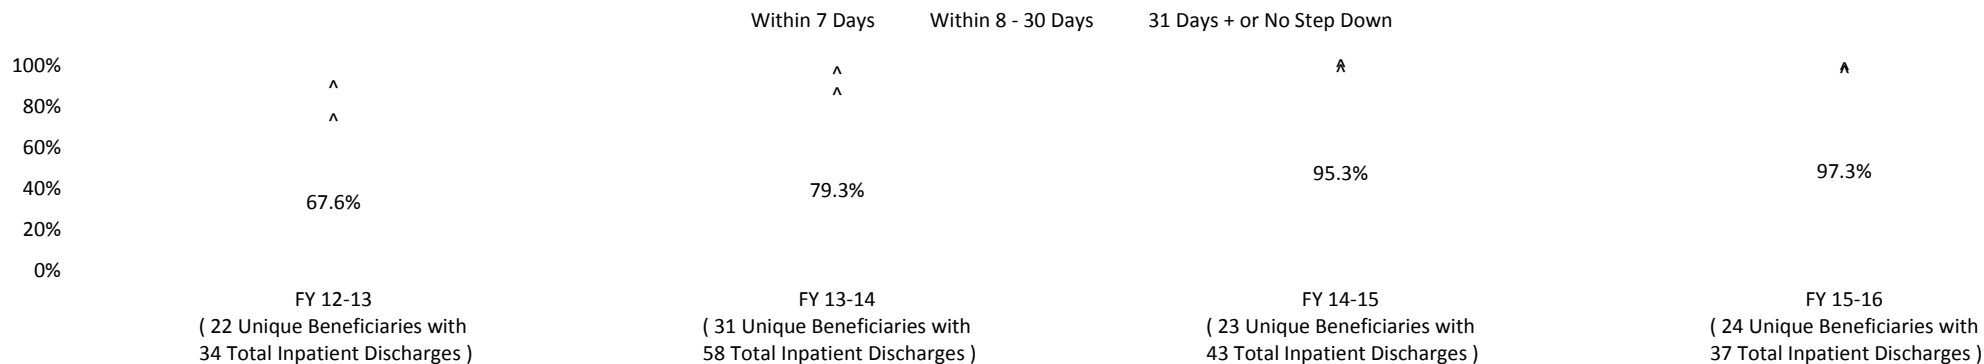 Within 7 Days Within 8 - 30 Days 31 Days + or No Step Down
100%
80%
60%
40%
20%
0%
^ ^ ^ ^
^ ^ ^ ^
67.6% 79.3% 95.3% 97.3%
FY 12-13 FY 13-14 FY 14-15 FY 15-16
( 22 Unique Beneficiaries with ( 31 Unique Beneficiaries with ( 23 Unique Beneficiaries with ( 24 Unique Beneficiaries with
34 Total Inpatient Discharges ) 58 Total Inpatient Discharges ) 43 Total Inpatient Discharges ) 37 Total Inpatient Discharges )